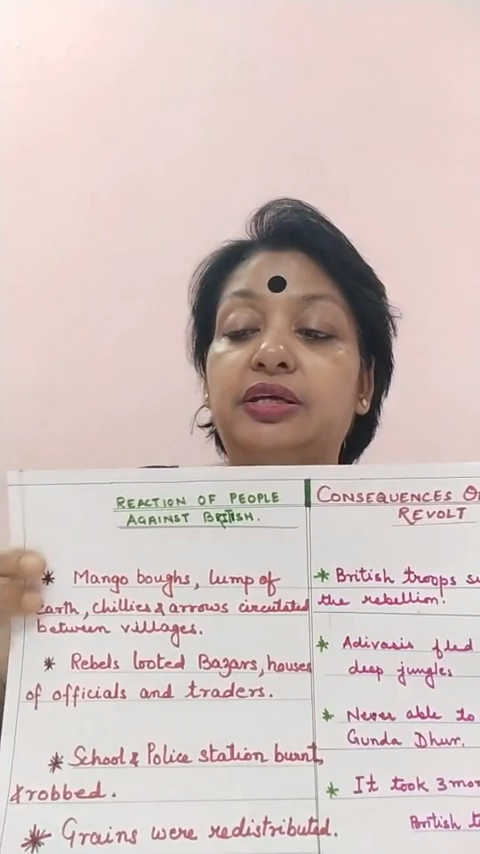 REACTION OF PEOPLE
AGAINST BRITISH.
* Mango boughs, lump of
earth, chillies & arrows circulated
between villages.
* Rebels looted Bazars, houses
of officials and traders.
* School & Police station burnt,
& robbed.
* Grains were redistributed.
CONSEQUENCES
REVOLT
* British troops
the rebellion.
* Adivasis fled
deep jungles
* Never able to
Gunda Dhur.
* It took 3
British